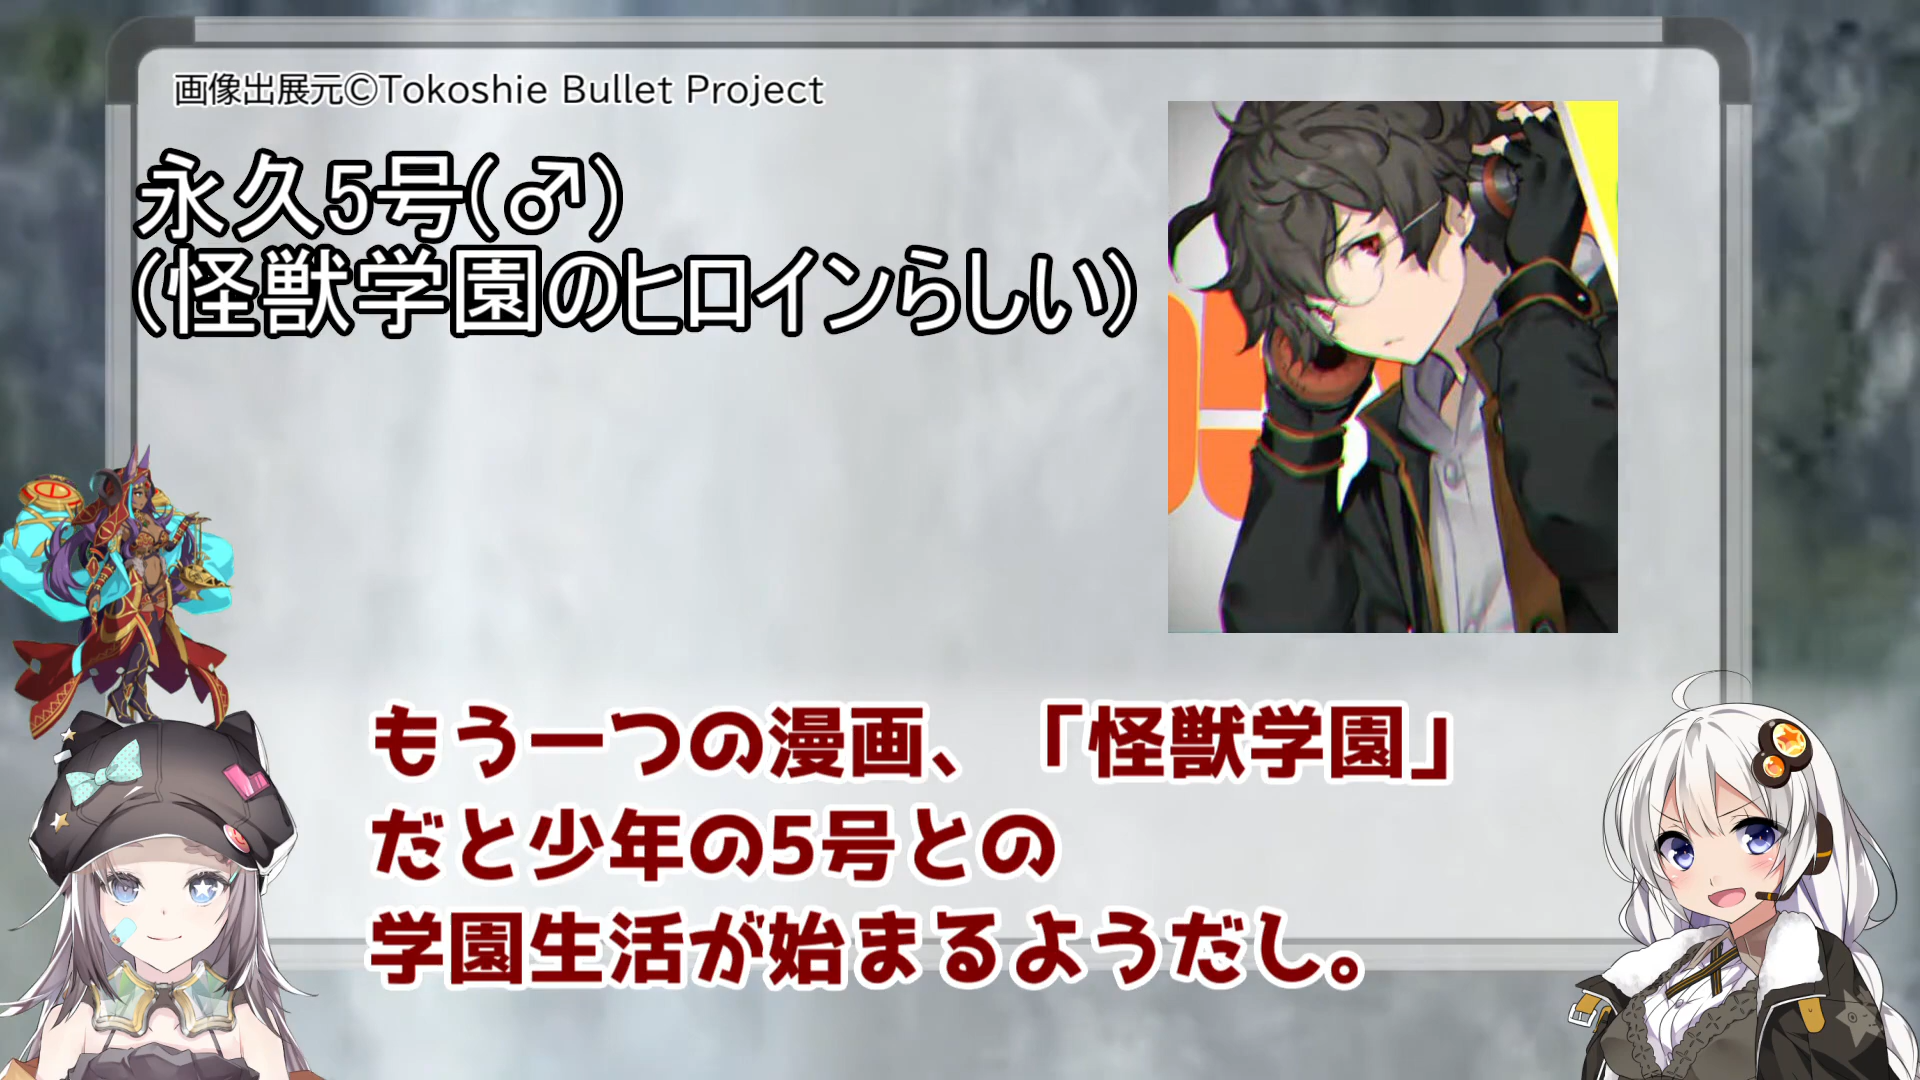 画像出展元©Tokoshie Bullet Project
永久5号(♂)
(怪獣学園のヒロインらしい)
もう一つの漫画、「怪獣学園」
だと少年の5号との
学園生活が始まるようだし。